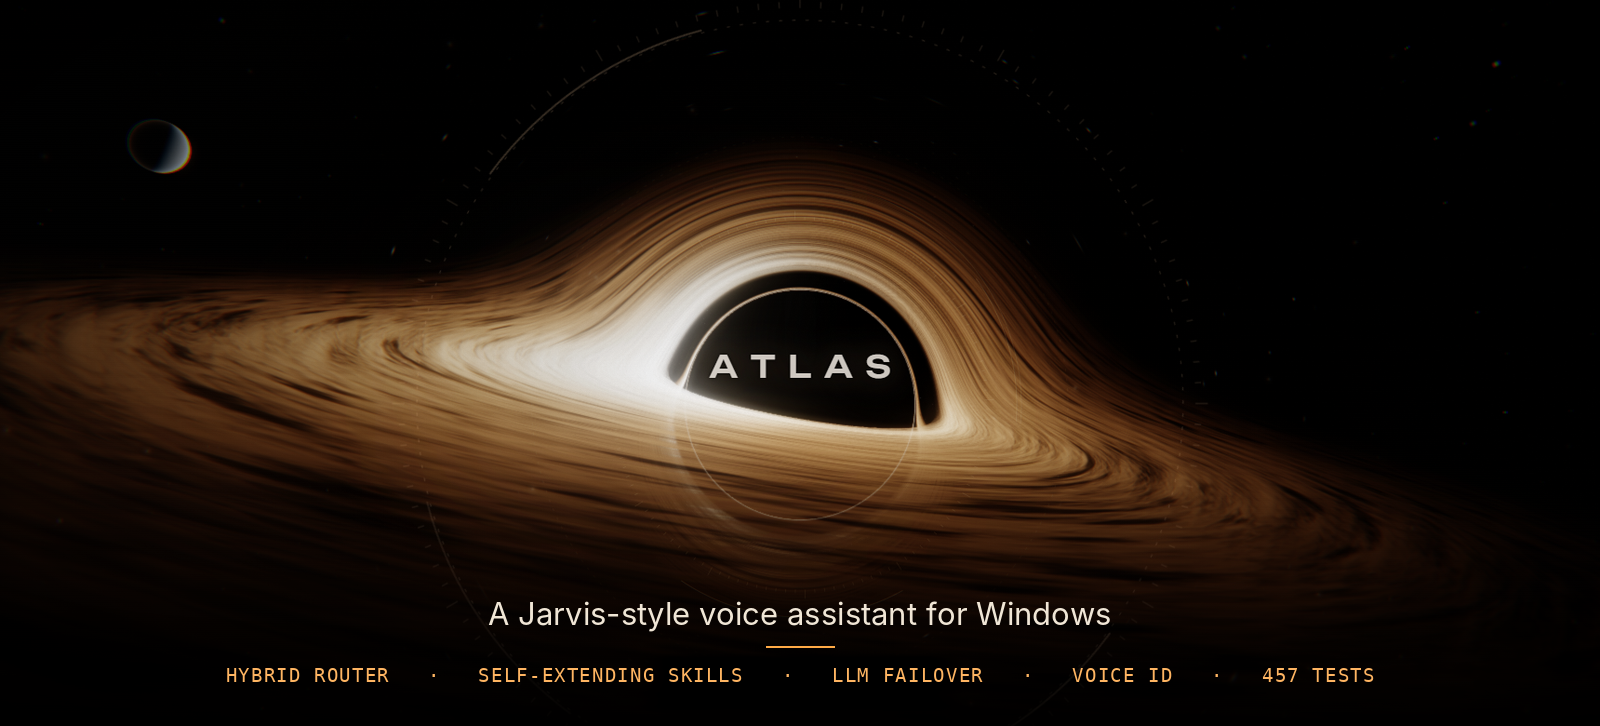 ATLAS
A Jarvis-style voice assistant for Windows
HYBRID ROUTER · SELF-EXTENDING SKILLS · LLM FAILOVER · VOICE ID · 457 TESTS